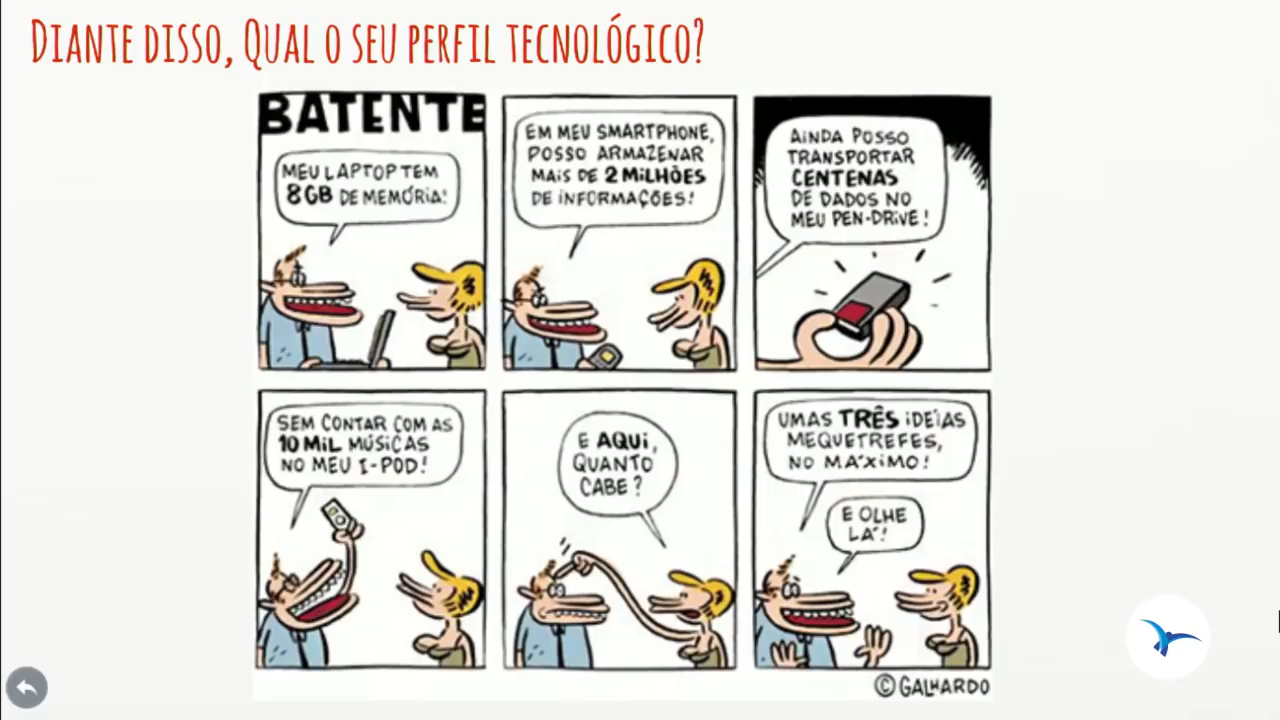 DIANTE DISSO, QUAL O SEU PERFIL TECNOLÓGICO?
BATENTE
MEU LAPTOP TEM
8GB DE MEMÓRIA!
EM MEU SMARTPHONE,
POSSO ARMAZENAR
MAIS DE 2 MILHÕES
DE INFORMAÇÕES!
AINDA POSSO
TRANSPORTAR
CENTENAS
DE DADOS NO
MEU PEN-DRIVE!
SEM CONTAR COM AS
10 MIL MÚSICAS
NO MEU I-POD!
E AQUI,
QUANTO
CABE?
UMAS TRÊS IDÉIAS
MEQUETREFES,
NO MÁXIMO!
E OLHE
LÁ!
© GALHARDO